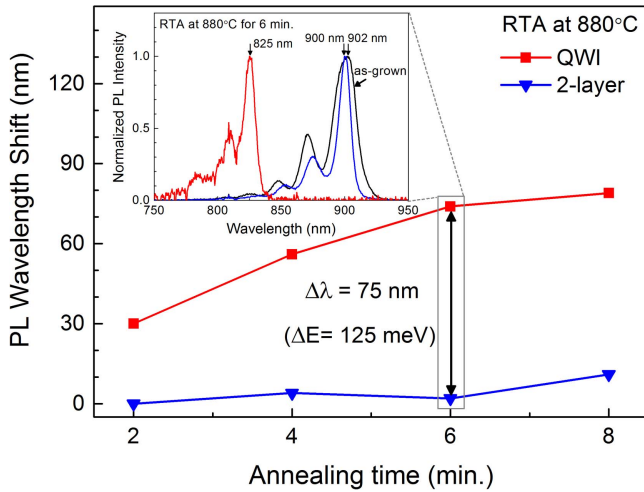 RTA at 880°C for 6 min.
825 nm
900 nm
902 nm
as-grown
Normalized PL Intensity
1.0
0.5
0.0
750
800
850
900
950
Wavelength (nm)
RTA at 880°C
QWI
2-layer
PL Wavelength Shift (nm)
120
90
60
30
0
Δλ = 75 nm
(ΔE= 125 meV)
2
4
6
8
Annealing time (min.)